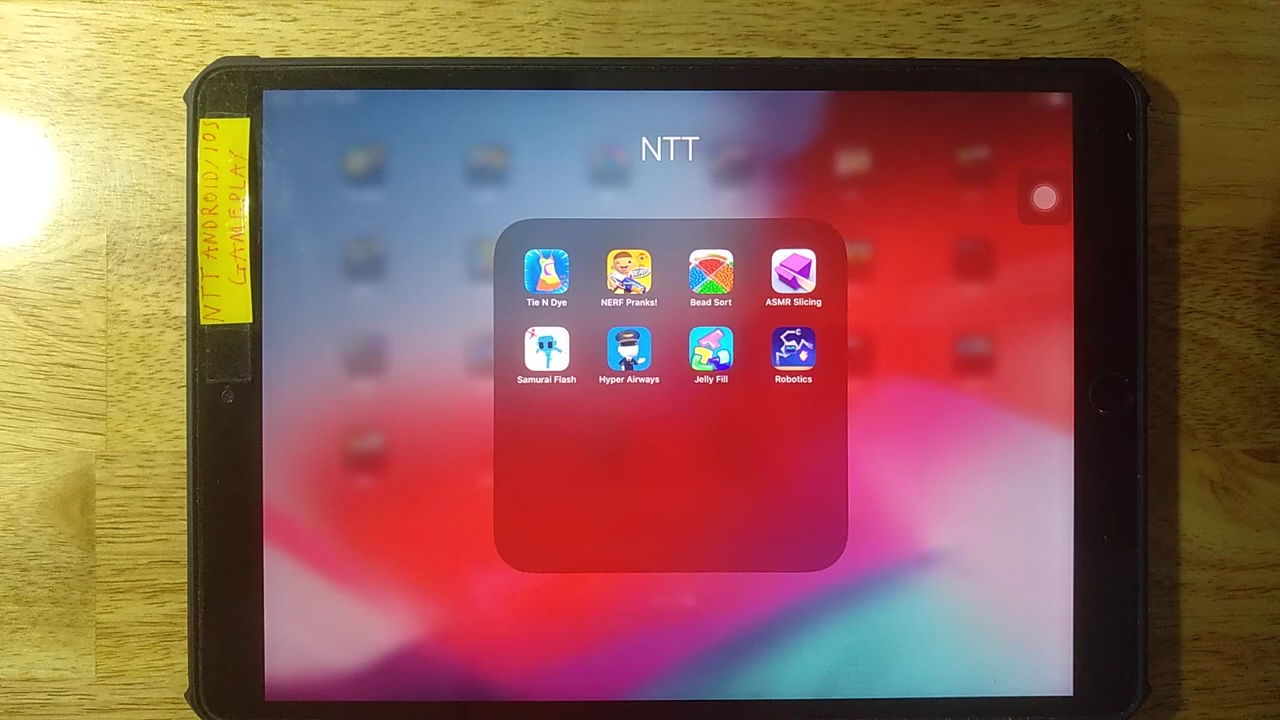 NTT ANDROID/IOS
GAMEPLAY
NTT
Tie N Dye
NERF Pranks!
Bead Sort
ASMR Slicing
Samurai Flash
Hyper Airways
Jelly Fill
Robotics